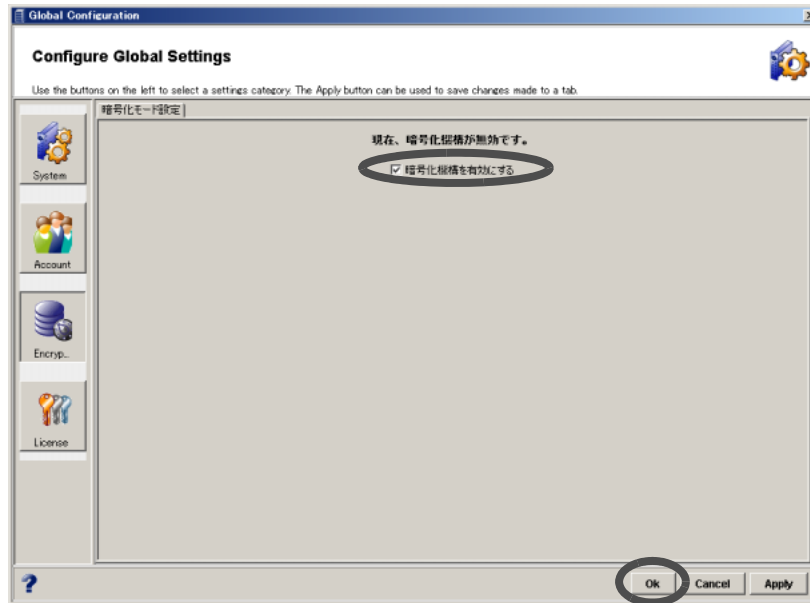 Global Configuration
Configure Global Settings
Use the buttons on the left to select a settings category. The Apply button can be used to save changes made to a tab.
暗号化モード設定
System
Account
Encryp...
License
現在、暗号化機構が無効です。
暗号化機構を有効にする
?
Ok
Cancel
Apply